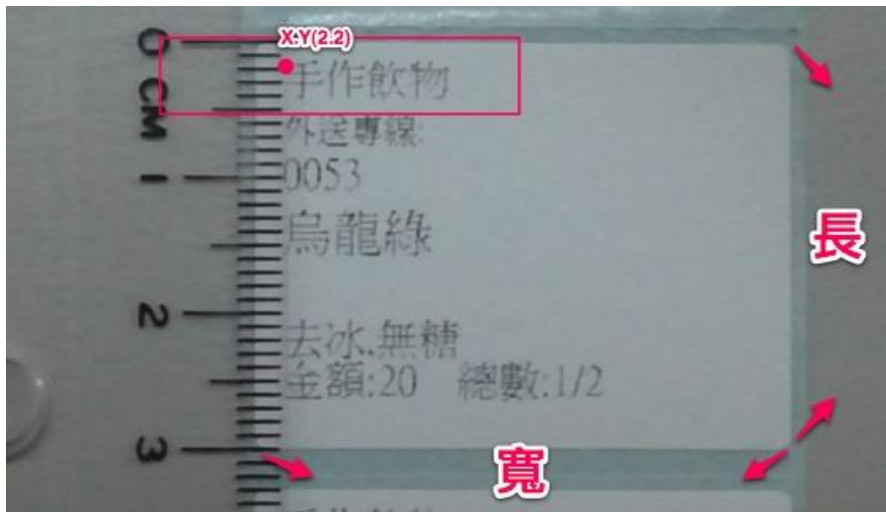 0 CM
X:Y(2:2)
手作飲物
外送專線:
1
0053
烏龍綠
長
2
去冰.無糖
金額:20 總數:1/2
3
寬